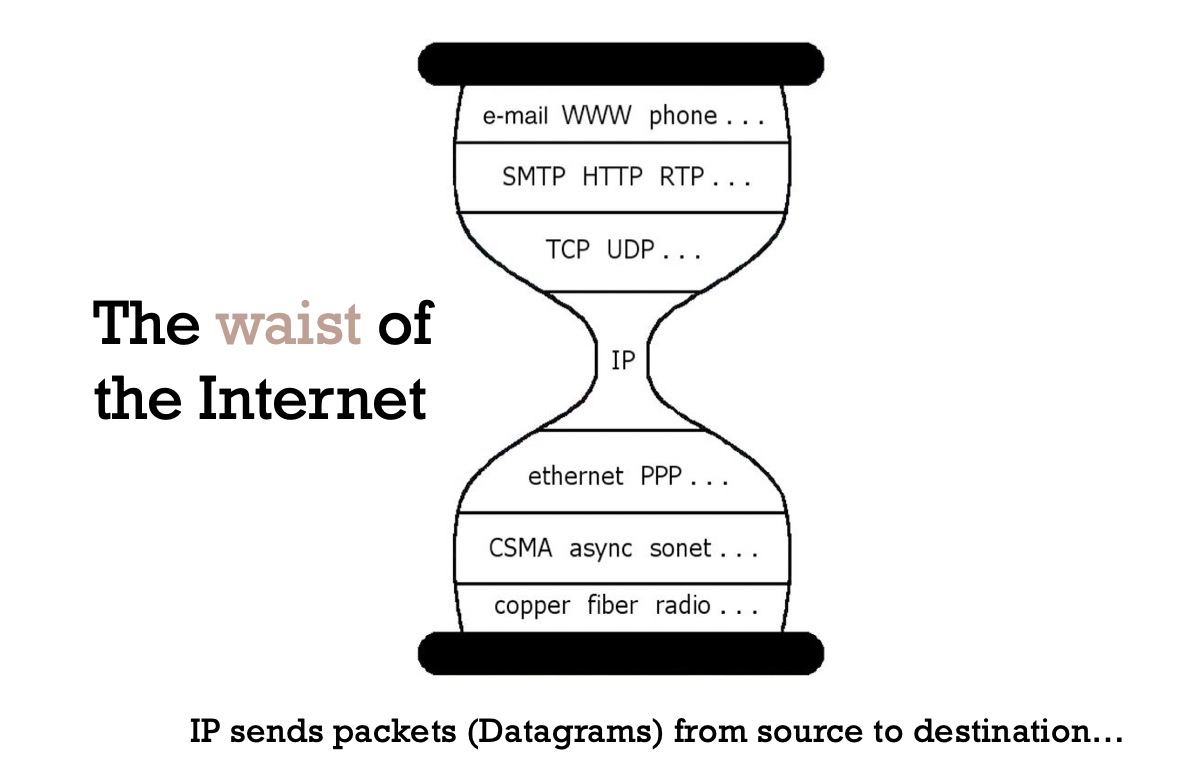 e-mail WWW phone . . .
SMTP HTTP RTP . . .
TCP UDP . . .
The waist of
the Internet
IP
ethernet PPP . . .
CSMA async sonet . . .
copper fiber radio . . .
IP sends packets (Datagrams) from source to destination...